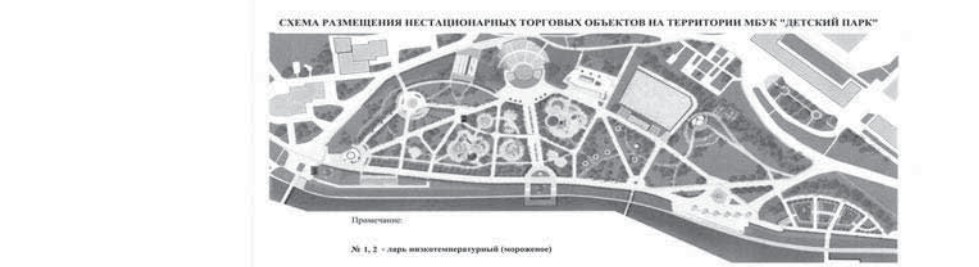 СХЕМА РАЗМЕЩЕНИЯ НЕСТАЦИОНАРНЫХ ТОРГОВЫХ ОБЪЕКТОВ НА ТЕРРИТОРИИ МБУК "ДЕТСКИЙ ПАРК"
Примечание:
№ 1, 2 - ларь низкотемпературный (мороженое)